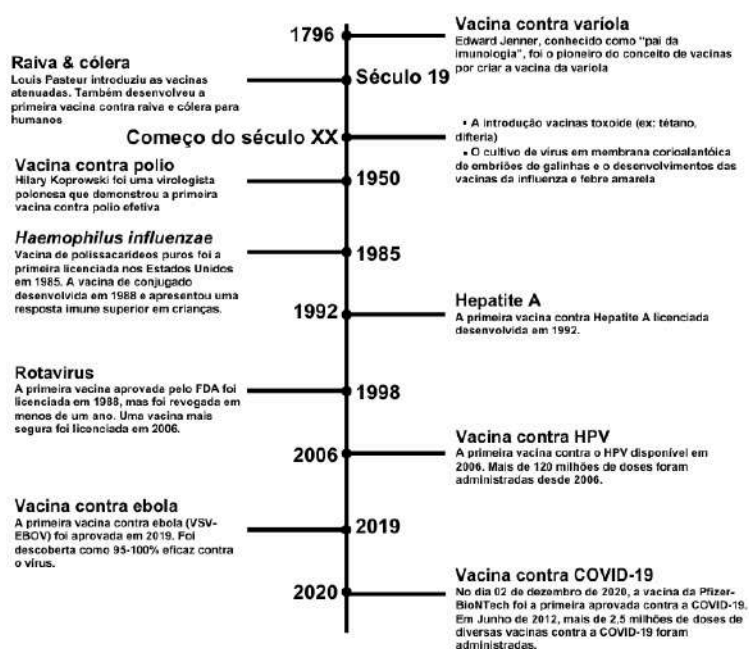 1796
Vacina contra varíola
Edward Jenner, conhecido como "pai da
imunologia", foi o pioneiro do conceito de vacinas
por criar a vacina da varíola
Raiva & cólera
Louis Pasteur introduziu as vacinas
atenuadas. Também desenvolveu a
primeira vacina contra raiva e cólera para
humanos
Século 19
Começo do século XX
• A introdução vacinas toxoide (ex: tétano,
difteria)
• O cultivo de vírus em membrana corioalantóica
de embriões de galinhas e o desenvolvimentos das
vacinas da influenza e febre amarela
Vacina contra polio
Hilary Koprowski foi uma virologista
polonesa que demonstrou a primeira
vacina contra polio efetiva
1950
Haemophilus influenzae
Vacina de polissacarídeos puros foi a
primeira licenciada nos Estados Unidos
em 1985. A vacina de conjugado
desenvolvida em 1988 e apresentou uma
resposta imune superior em crianças.
1985
1992
Hepatite A
A primeira vacina contra Hepatite A licenciada
desenvolvida em 1992.
Rotavirus
A primeira vacina aprovada pelo FDA foi
licenciada em 1988, mas foi revogada em
menos de um ano. Uma vacina mais
segura foi licenciada em 2006.
1998
2006
Vacina contra HPV
A primeira vacina contra o HPV disponível em
2006. Mais de 120 milhões de doses foram
administradas desde 2006.
Vacina contra ebola
A primeira vacina contra ebola (VSV-
EBOV) foi aprovada em 2019. Foi
descoberta como 95-100% eficaz contra
o vírus.
2019
2020
Vacina contra COVID-19
No dia 02 de dezembro de 2020, a vacina da Pfizer-
BioNTech foi a primeira aprovada contra a COVID-19.
Em Junho de 2012, mais de 2,5 milhões de doses de
diversas vacinas contra a COVID-19 foram
administradas.